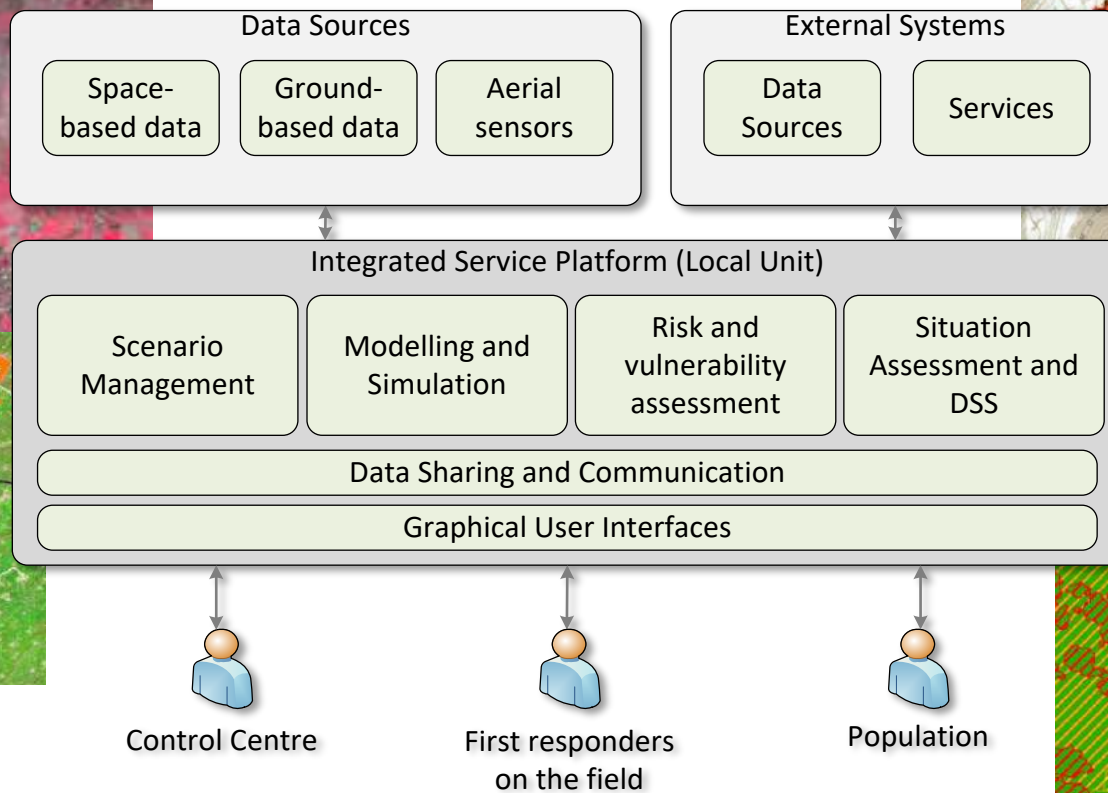 Data Sources
Space-
based data
Ground-
based data
Aerial
sensors
External Systems
Data
Sources
Services
Integrated Service Platform (Local Unit)
Scenario
Management
Modelling and
Simulation
Risk and
vulnerability
assessment
Situation
Assessment and
DSS
Data Sharing and Communication
Graphical User Interfaces
Control Centre
First responders
on the field
Population